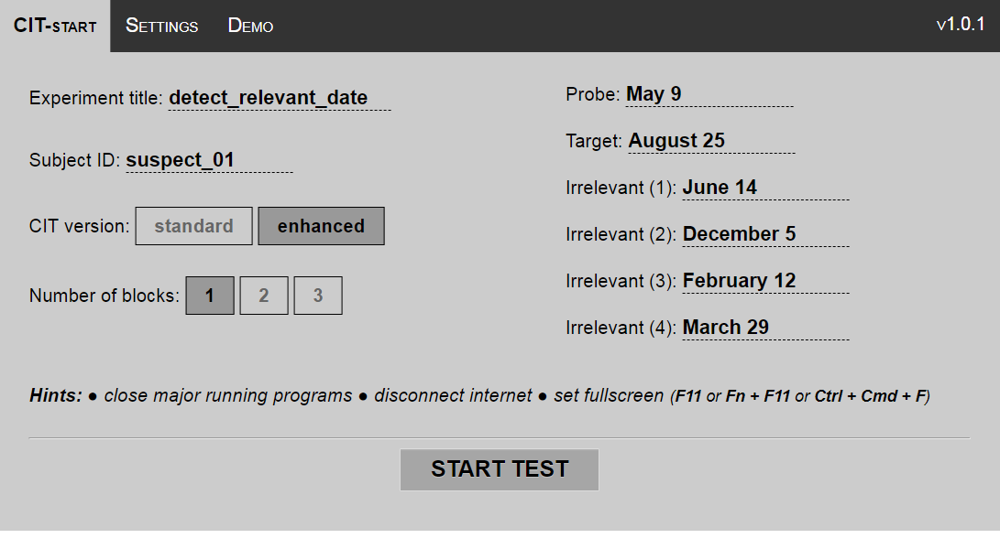 CIT-START SETTINGS DEMO v1.0.1
Experiment title: detect_relevant_date
Subject ID: suspect_01
CIT version: standard enhanced
Number of blocks: 1 2 3
Probe: May 9
Target: August 25
Irrelevant (1): June 14
Irrelevant (2): December 5
Irrelevant (3): February 12
Irrelevant (4): March 29
Hints: ● close major running programs ● disconnect internet ● set fullscreen (F11 or Fn + F11 or Ctrl + Cmd + F)
START TEST